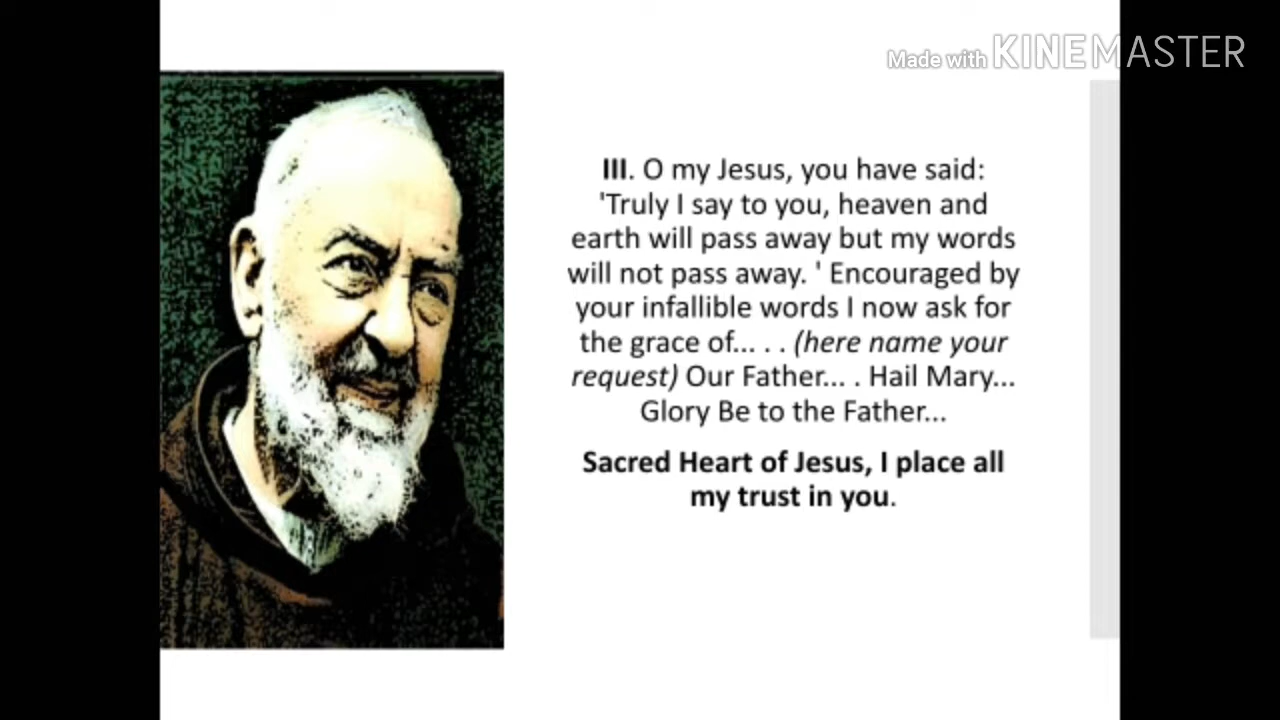 Made with KINEMASTER
III. O my Jesus, you have said:
'Truly I say to you, heaven and
earth will pass away but my words
will not pass away. ' Encouraged by
your infallible words I now ask for
the grace of... . . (here name your
request) Our Father... . Hail Mary...
Glory Be to the Father...
Sacred Heart of Jesus, I place all
my trust in you.